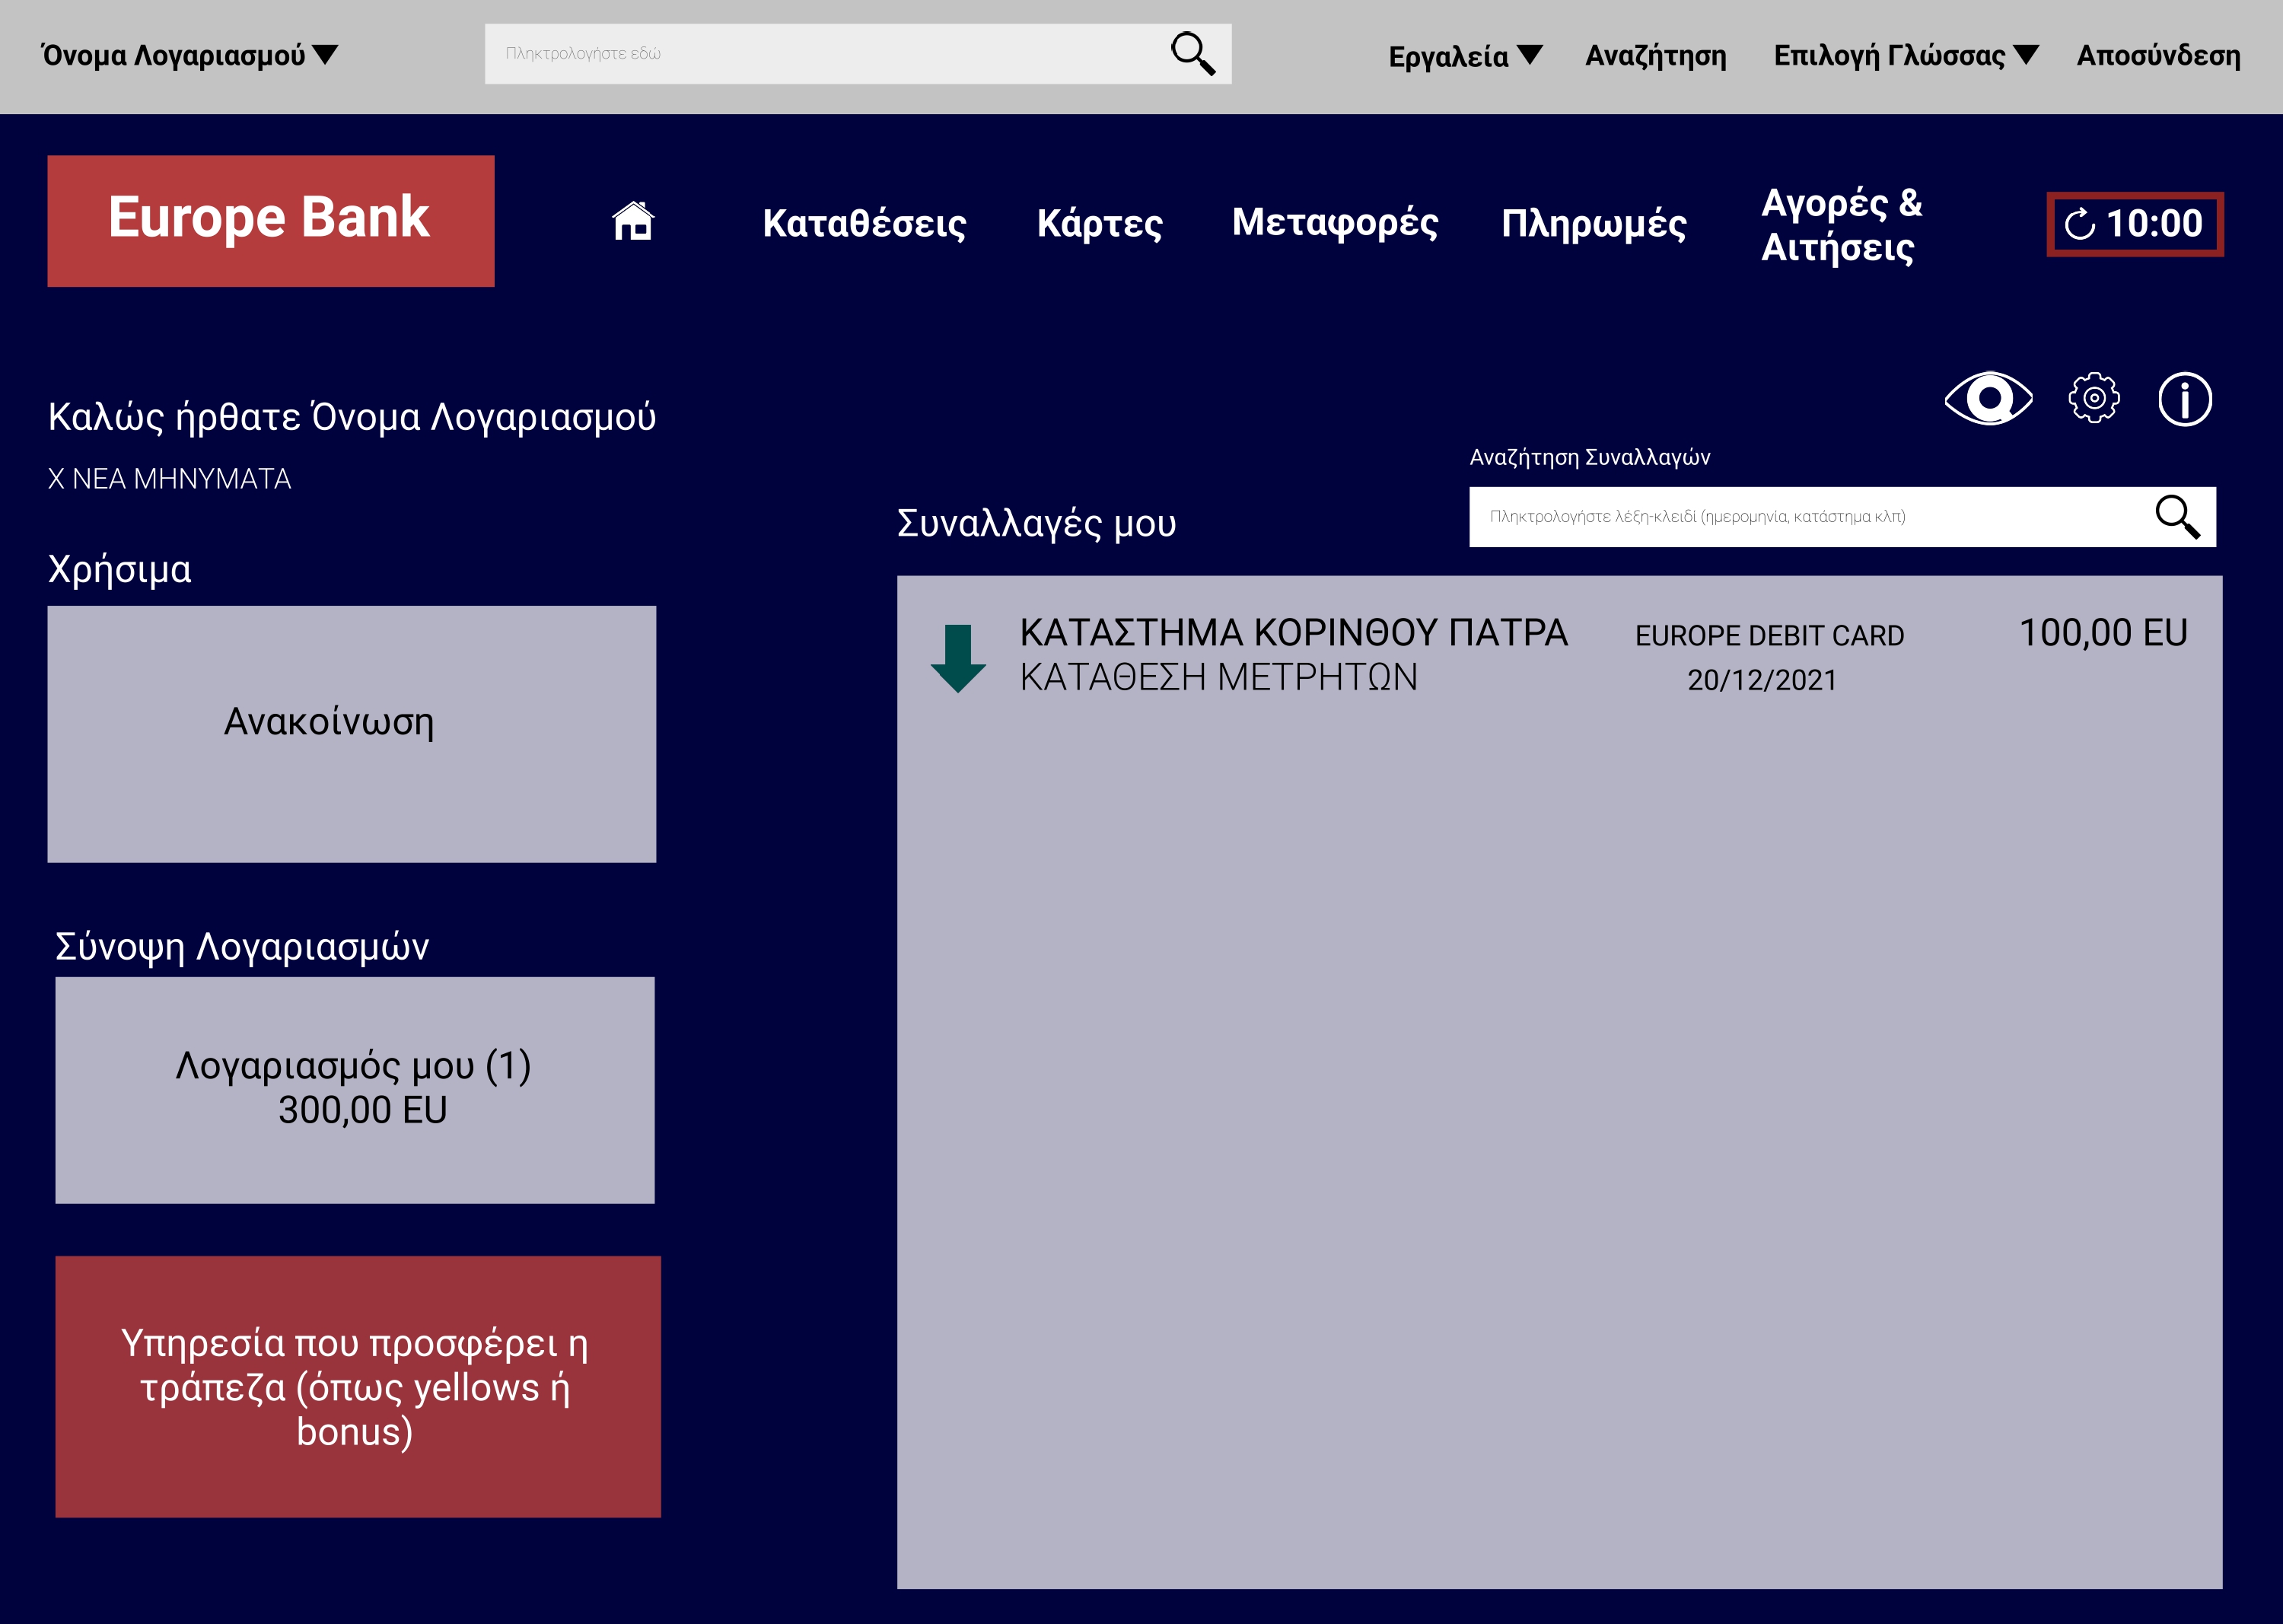 Όνομα Λογαριασμού
Πληκτρολογήστε εδώ
Εργαλεία
Αναζήτηση
Επιλογή Γλώσσας
Αποσύνδεση
Europe Bank
Καταθέσεις
Κάρτες
Μεταφορές
Πληρωμές
Αγορές &
Αιτήσεις
10:00
Καλώς ήρθατε Όνομα Λογαριασμού
Χ ΝΕΑ ΜΗΝΥΜΑΤΑ
Χρήσιμα
Ανακοίνωση
Σύνοψη Λογαριασμών
Λογαριασμός μου (1)
300,00 EU
Υπηρεσία που προσφέρει η
τράπεζα (όπως yellows ή
bonus)
Αναζήτηση Συναλλαγών
Πληκτρολογήστε λέξη-κλειδί (ημερομηνία, κατάστημα κλπ)
Συναλλαγές μου
ΚΑΤΑΣΤΗΜΑ ΚΟΡΙΝΘΟΥ ΠΑΤΡΑ
ΚΑΤΑΘΕΣΗ ΜΕΤΡΗΤΩΝ
EUROPE DEBIT CARD
20/12/2021
100,00 EU